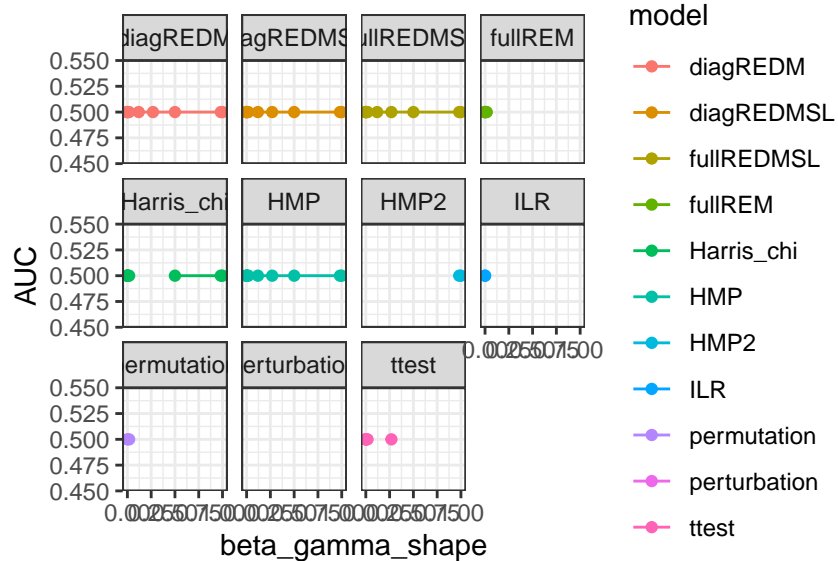 diagREDM
agREDMS
ullREDMS
fullREM
0.550
0.525
0.500
0.475
0.450
Harris_chi
HMP
HMP2
ILR
0.550
0.525
0.500
0.475
0.450
ermutation
erturbatio
ttest
0.550
0.525
0.500
0.475
0.450
AUC
beta_gamma_shape
model
diagREDM
diagREDMSL
fullREDMSL
fullREM
Harris_chi
HMP
HMP2
ILR
permutation
perturbation
ttest